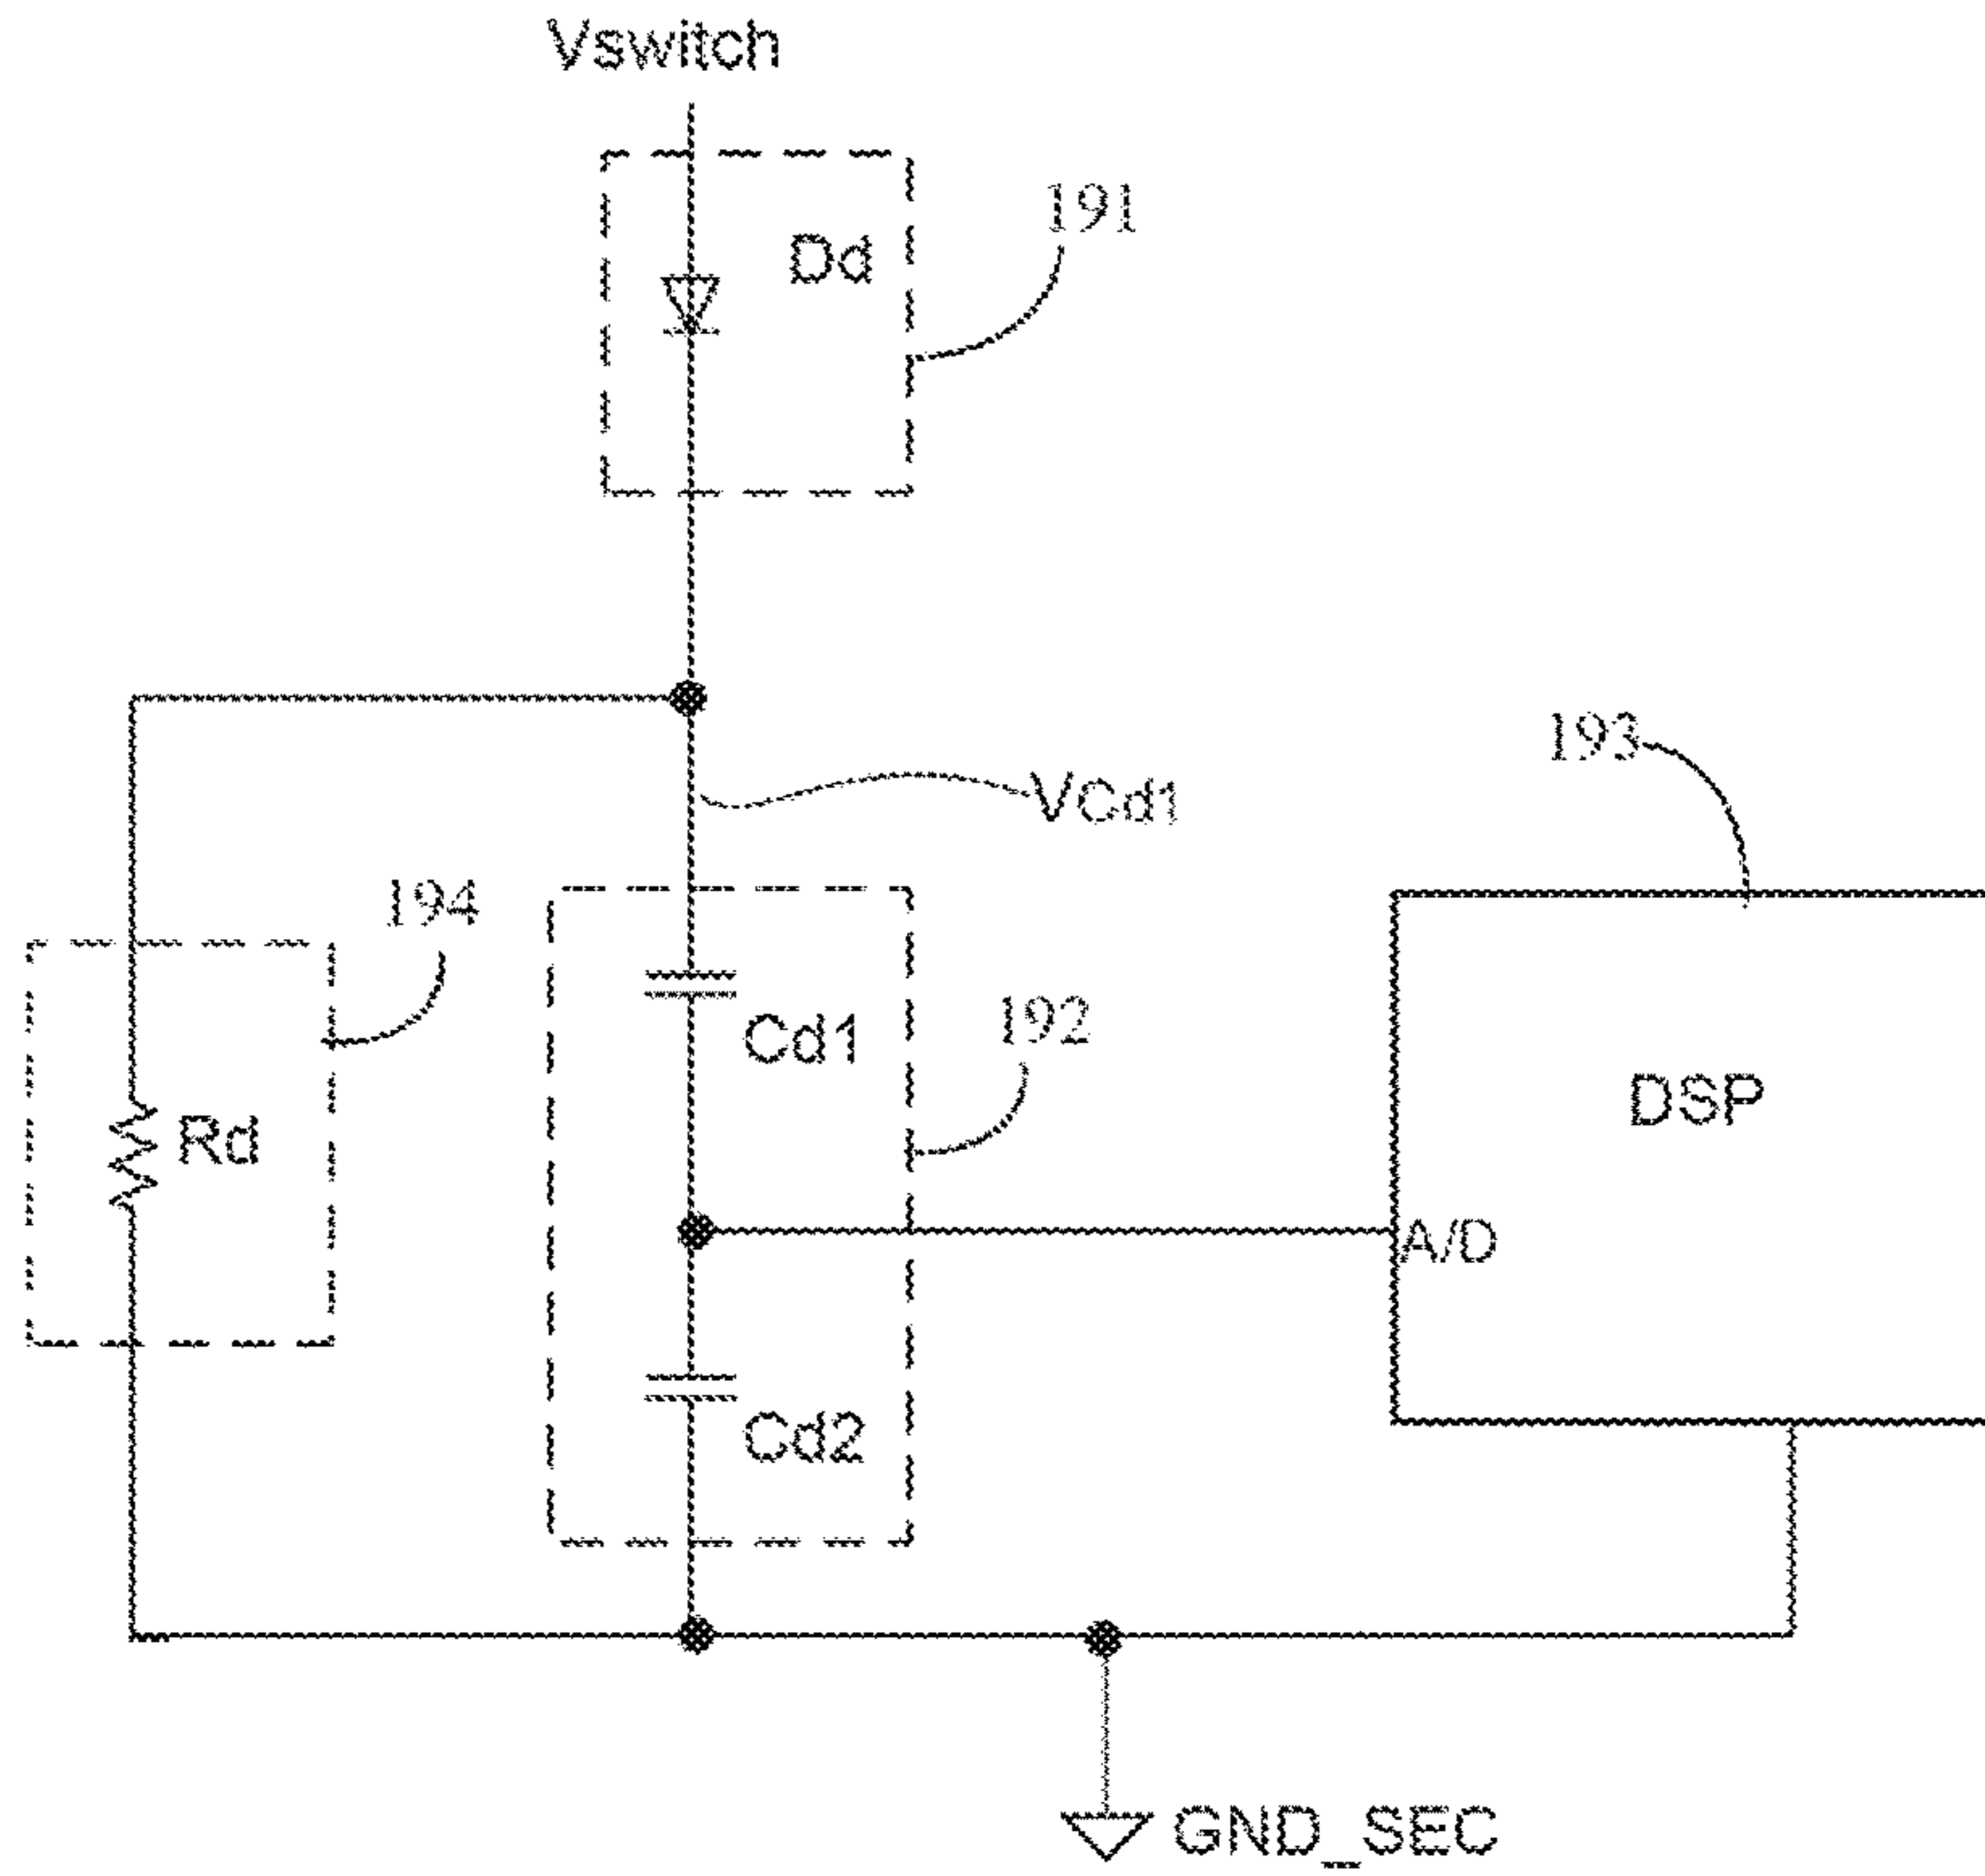 Vswitch
191
Dd
193
VCd1
194
192
Cd1
DSP
Rd
A/D
Cd2
GND_SEC